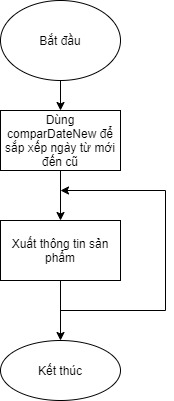 Bắt đầu
Dùng
comparDateNew để
sắp xếp ngày từ mới
đến cũ
Xuất thông tin sản
phẩm
Kết thúc